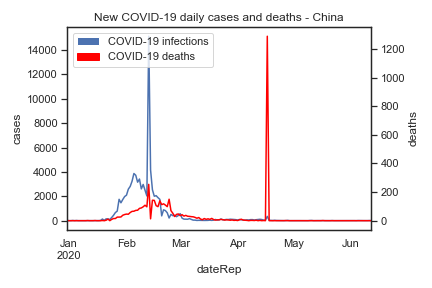 New COVID-19 daily cases and deaths - China
COVID-19 infections
COVID-19 deaths
14000
12000
10000
8000
6000
4000
2000
0
cases
1200
1000
800
600
400
200
0
deaths
Jan Feb Mar Apr May Jun
2020
dateRep